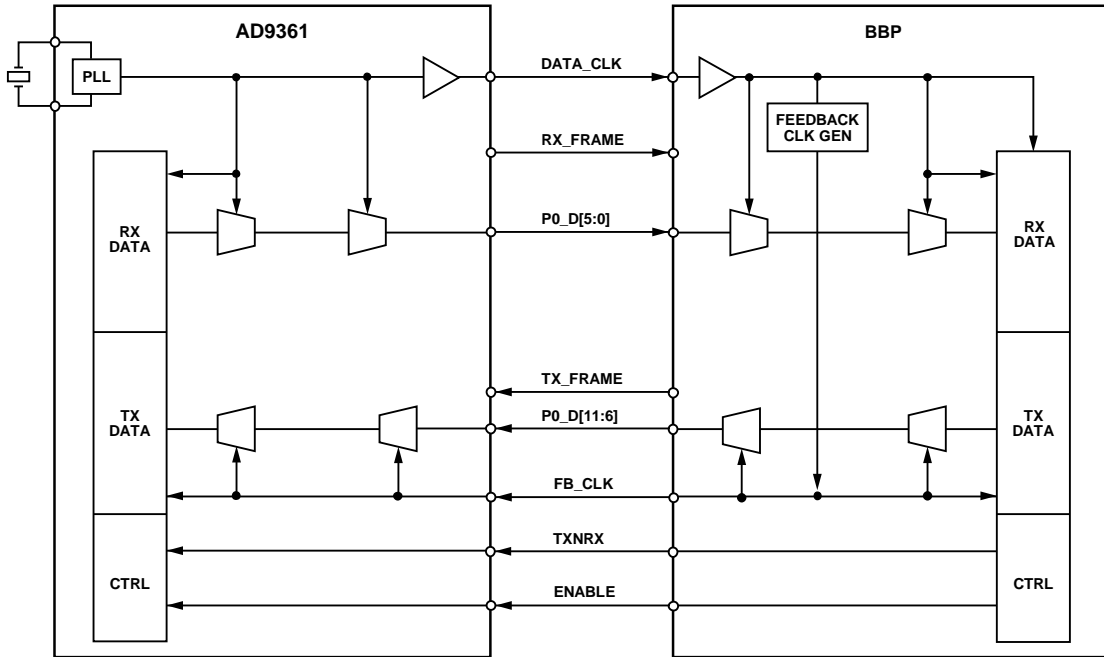 AD9361
BBP
PLL
DATA_CLK
FEEDBACK
CLK GEN
RX_FRAME
P0_D[5:0]
RX
DATA
RX
DATA
TX_FRAME
P0_D[11:6]
TX
DATA
TX
DATA
FB_CLK
TXNRX
CTRL
CTRL
ENABLE